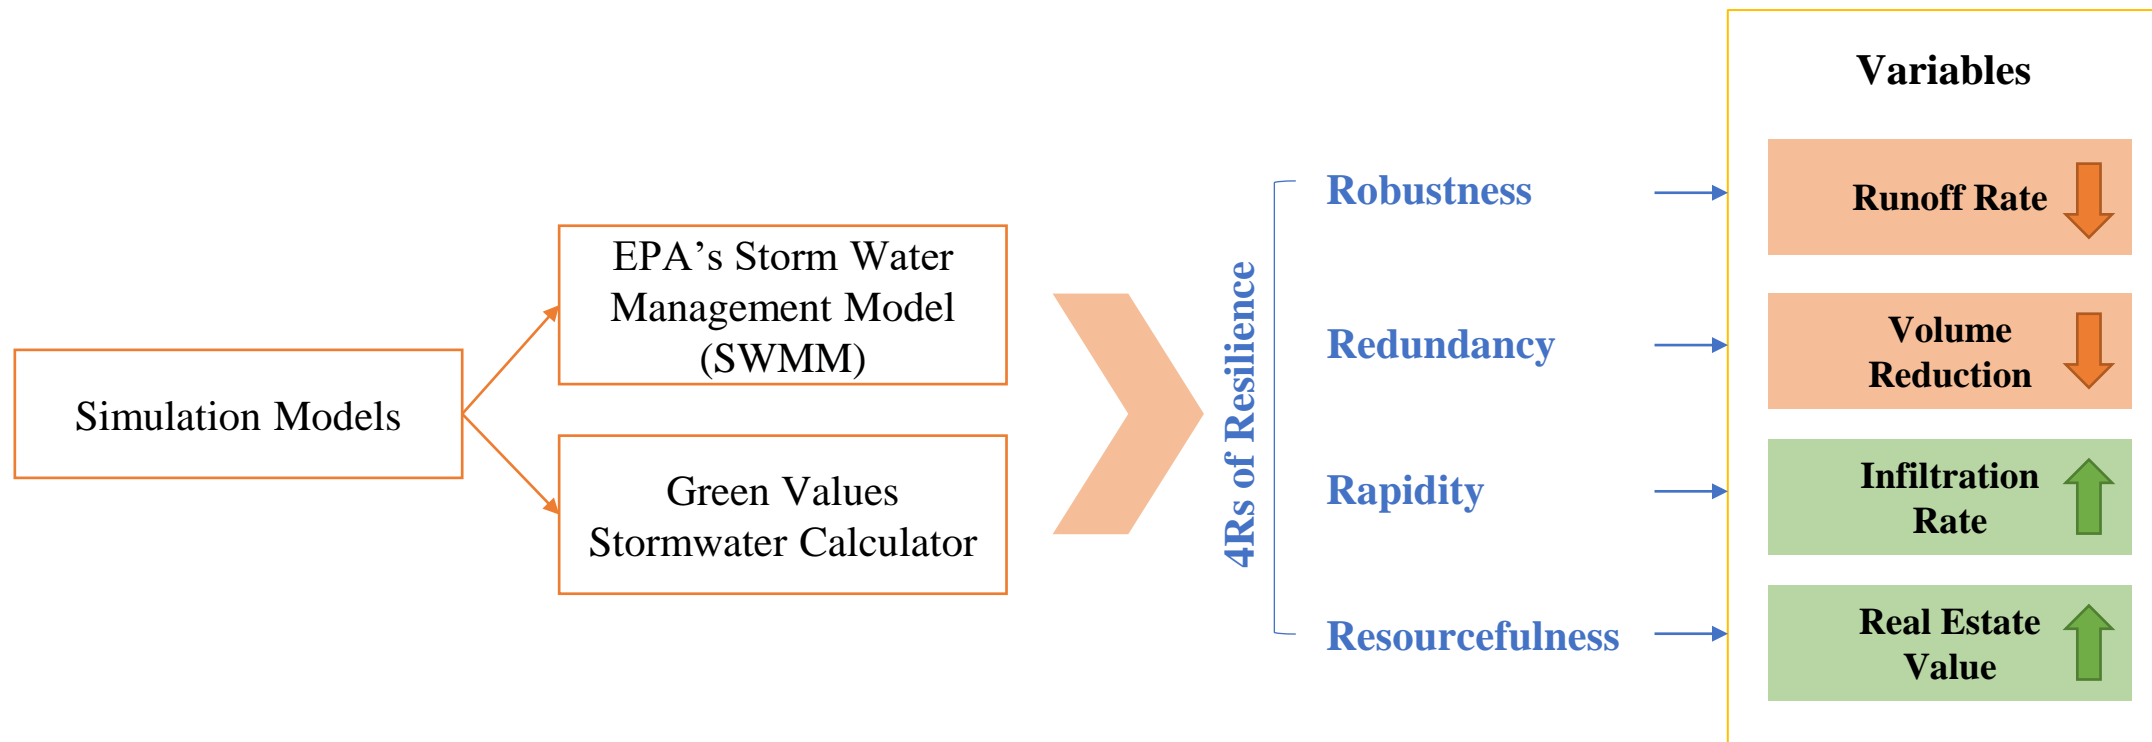 Simulation Models
EPA’s Storm Water
Management Model
(SWMM)
Green Values
Stormwater Calculator
4Rs of Resilience
Robustness
Redundancy
Rapidity
Resourcefulness
Variables
Runoff Rate
Volume
Reduction
Infiltration
Rate
Real Estate
Value